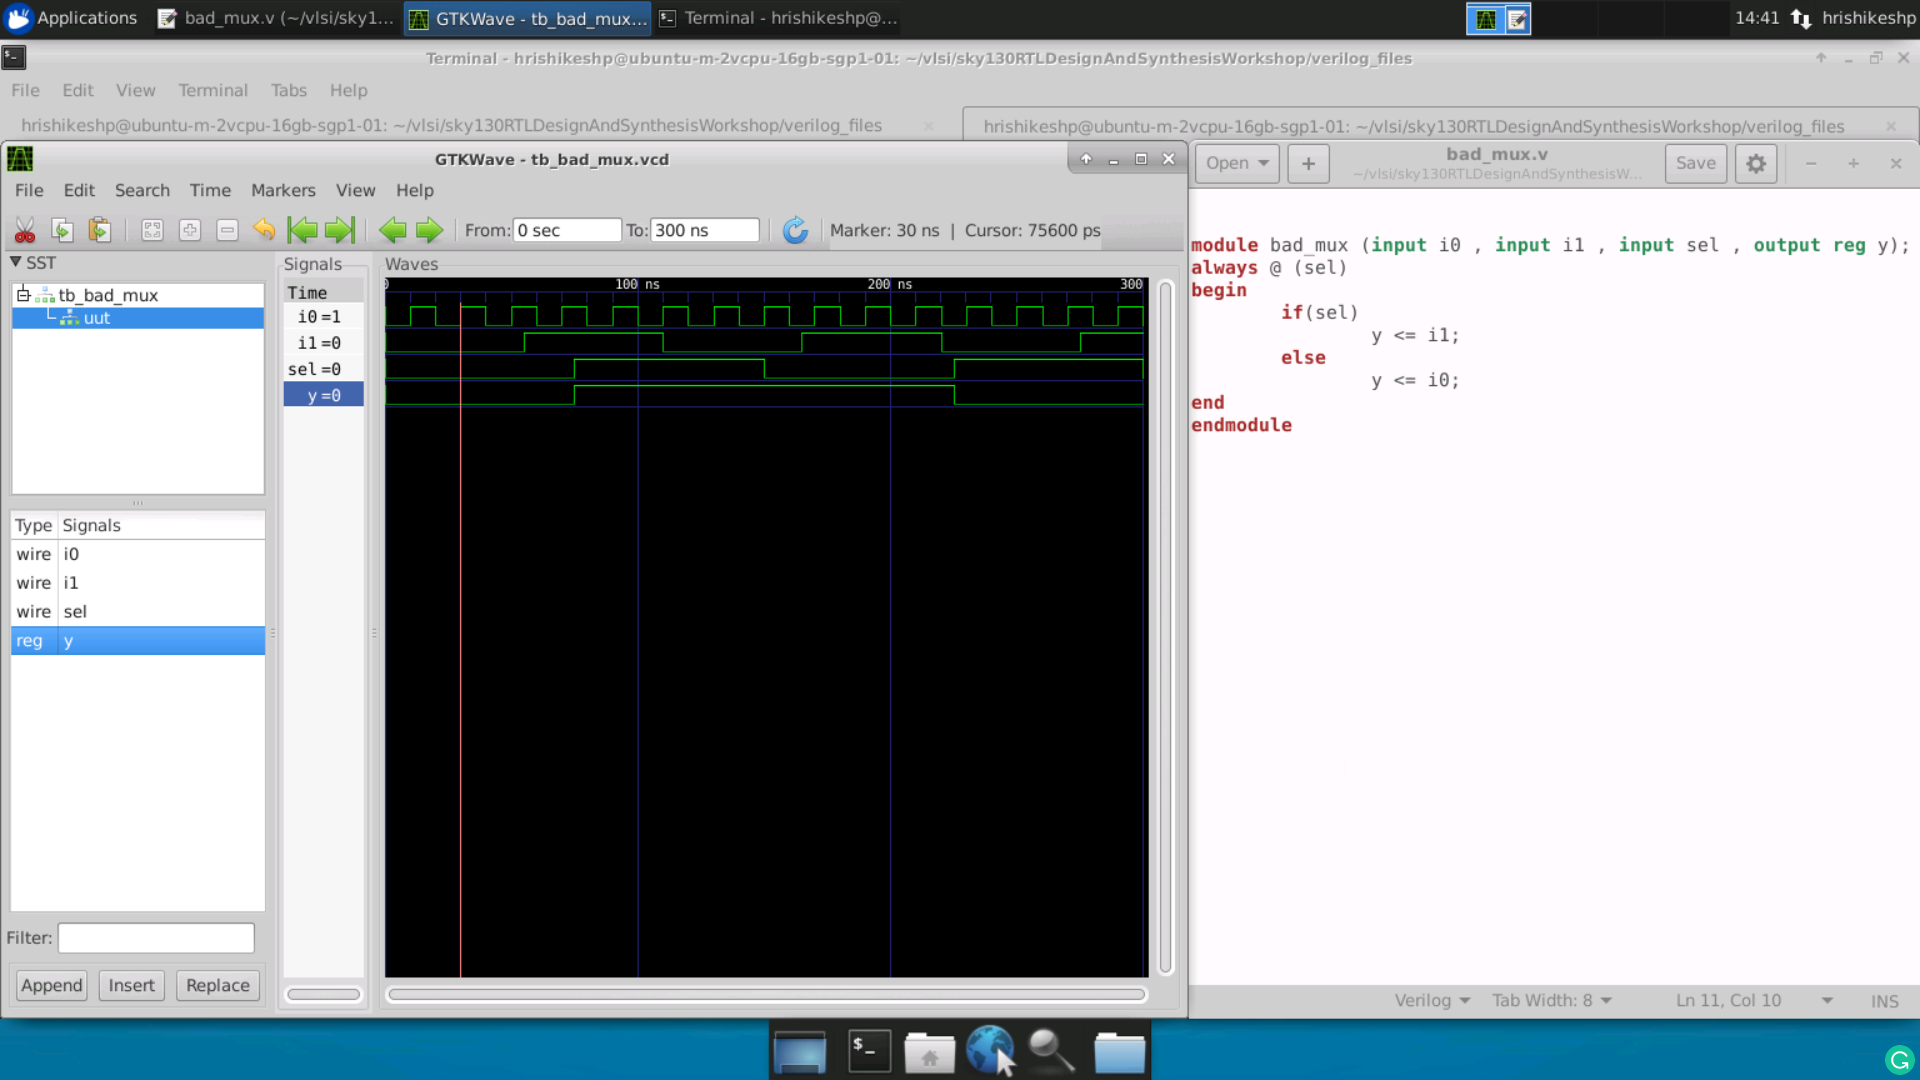 Applications
bad_mux.v (~/vlsi/sky1...
GTKWave - tb_bad_mux...
Terminal - hrishikeshp@...
14:41
hrishikeshp
Terminal - hrishikeshp@ubuntu-m-2vcpu-16gb-sgp1-01: ~/vlsi/sky130RTLDesignAndSynthesisWorkshop/verilog_files
File Edit View Terminal Tabs Help
hrishikeshp@ubuntu-m-2vcpu-16gb-sgp1-01: ~/vlsi/sky130RTLDesignAndSynthesisWorkshop/verilog_files
hrishikeshp@ubuntu-m-2vcpu-16gb-sgp1-01: ~/vlsi/sky130RTLDesignAndSynthesisWorkshop/verilog_files
GTKWave - tb_bad_mux.vcd
File Edit Search Time Markers View Help
From: 0 sec To: 300 ns Marker: 30 ns | Cursor: 75600 ps
SST
tb_bad_mux
uut
Type Signals
wire i0
wire i1
wire sel
reg y
Filter:
Append Insert Replace
Signals
Time
i0 =1
i1 =0
sel =0
y =0
Waves
0 100 ns 200 ns 300
Open + Save
bad_mux.v
~/vlsi/sky130RTLDesignAndSynthesisW...
module bad_mux (input i0 , input i1 , input sel , output reg y);
always @ (sel)
begin
if(sel)
y <= i1;
else
y <= i0;
end
endmodule
Verilog Tab Width: 8 Ln 11, Col 10 INS
$_
G